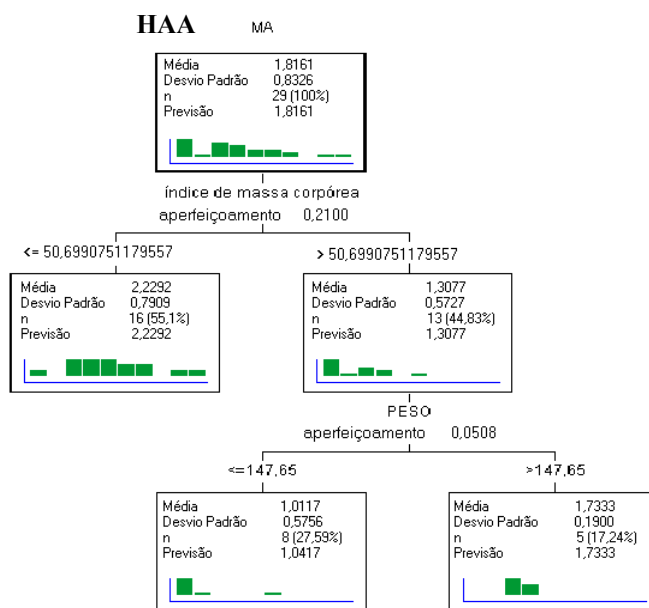 HAA MA
Média 1,8161
Desvio Padrão 0,8326
n 29 (100%)
Previsão 1,8161
índice de massa corpórea
aperfeiçoamento 0,2100
<= 50,6990751179557
> 50,6990751179557
Média 2,2292
Desvio Padrão 0,7909
n 16 (55,1%)
Previsão 2,2292
Média 1,3077
Desvio Padrão 0,5727
n 13 (44,83%)
Previsão 1,3077
PESO
aperfeiçoamento 0,0508
<=147,65
>147,65
Média 1,0117
Desvio Padrão 0,5756
n 8 (27,59%)
Previsão 1,0417
Média 1,7333
Desvio Padrão 0,1900
n 5 (17,24%)
Previsão 1,7333